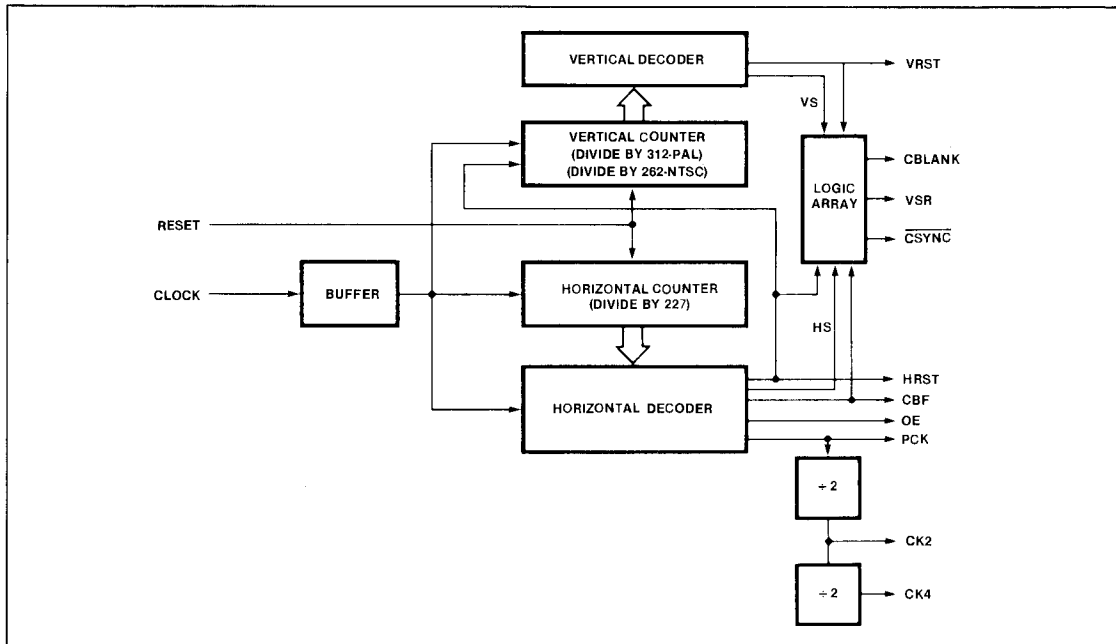 VERTICAL DECODER
VRST
VS
VERTICAL COUNTER
(DIVIDE BY 312-PAL)
(DIVIDE BY 262-NTSC)
LOGIC
ARRAY
CBLANK
VSR
CSYNC
RESET
CLOCK
BUFFER
HORIZONTAL COUNTER
(DIVIDE BY 227)
HS
HORIZONTAL DECODER
HRST
CBF
OE
PCK
÷ 2
CK2
÷ 2
CK4